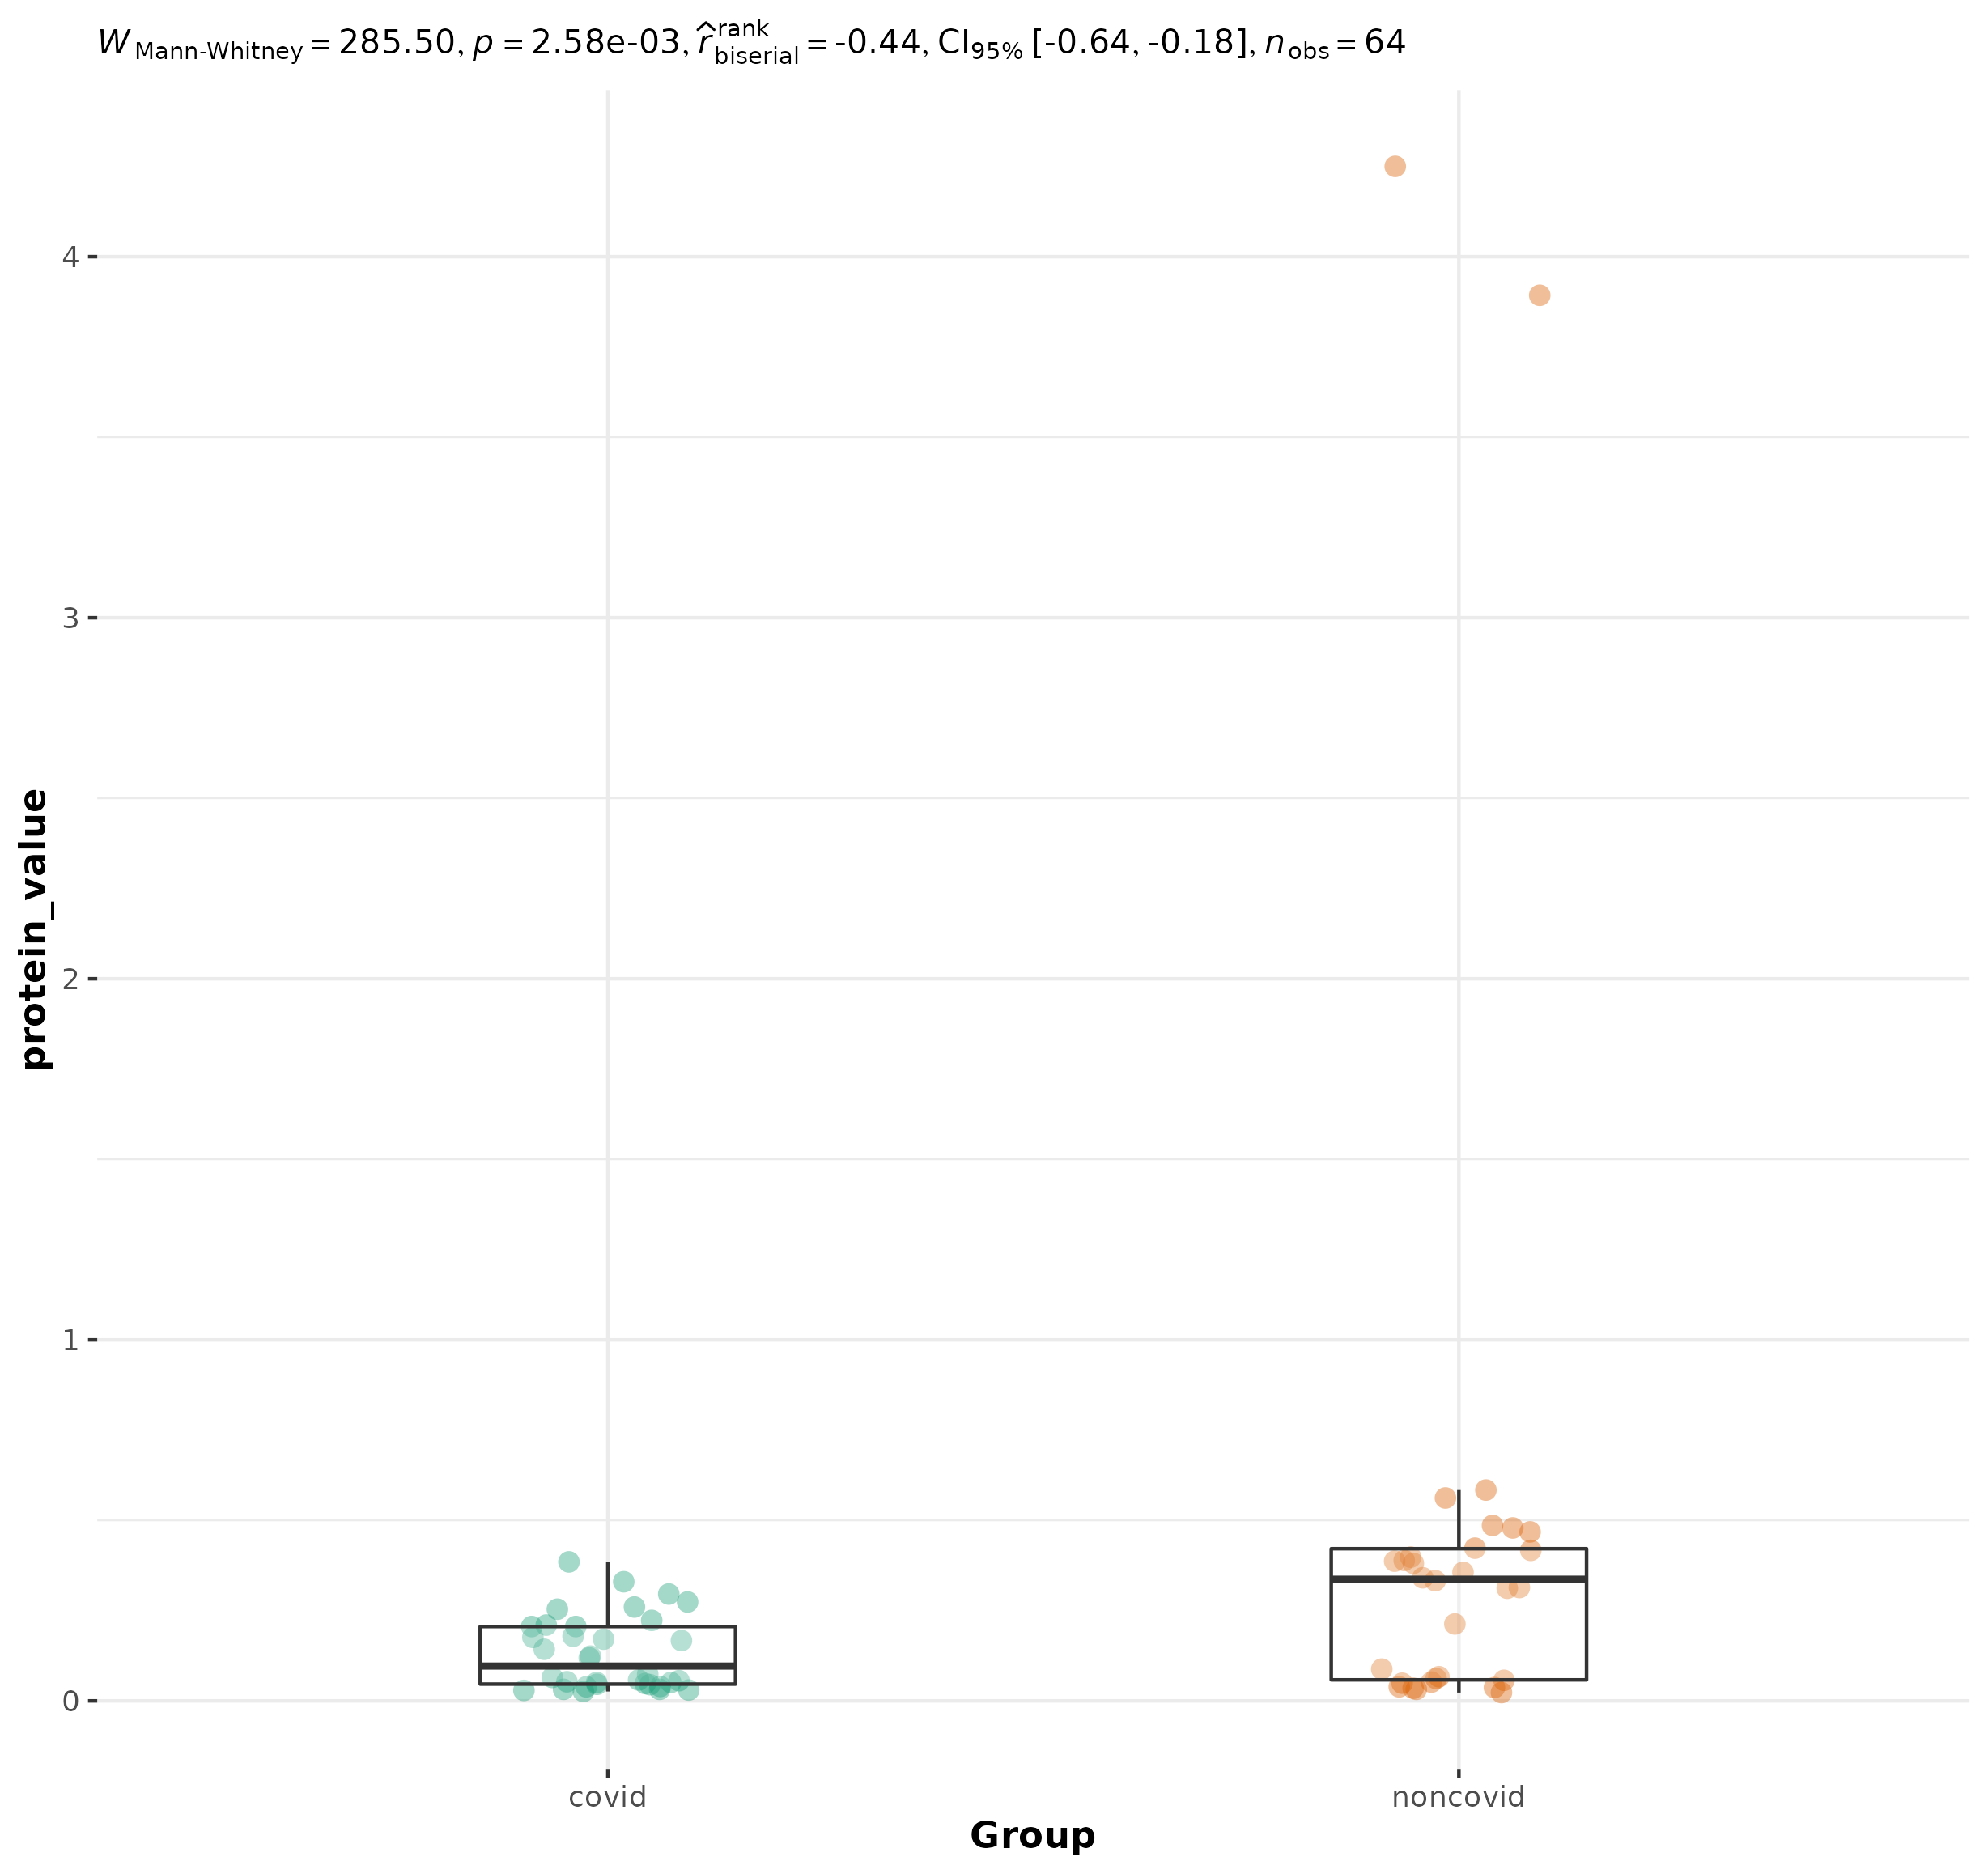 W Mann-Whitney = 285.50, p = 2.58e-03, r̂ rank biserial = -0.44, CI95% [-0.64, -0.18], nobs = 64
4
3
2
1
0
protein_value
covid noncovid
Group